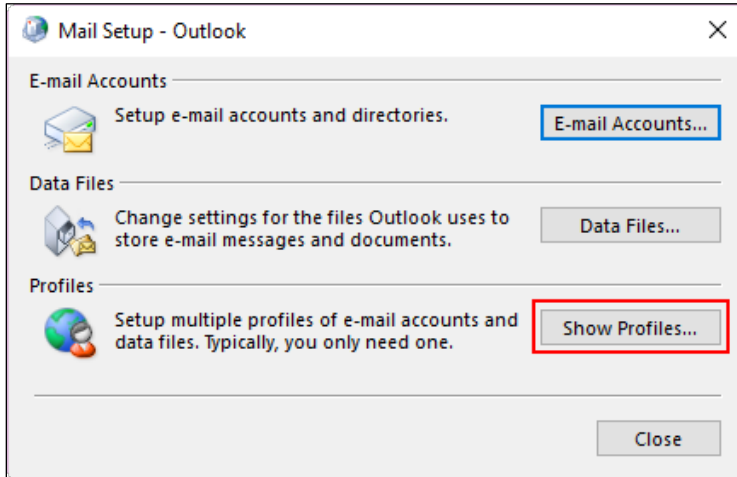 Mail Setup - Outlook
E-mail Accounts
Setup e-mail accounts and directories.
E-mail Accounts...
Data Files
Change settings for the files Outlook uses to
store e-mail messages and documents.
Data Files...
Profiles
Setup multiple profiles of e-mail accounts and
data files. Typically, you only need one.
Show Profiles...
Close